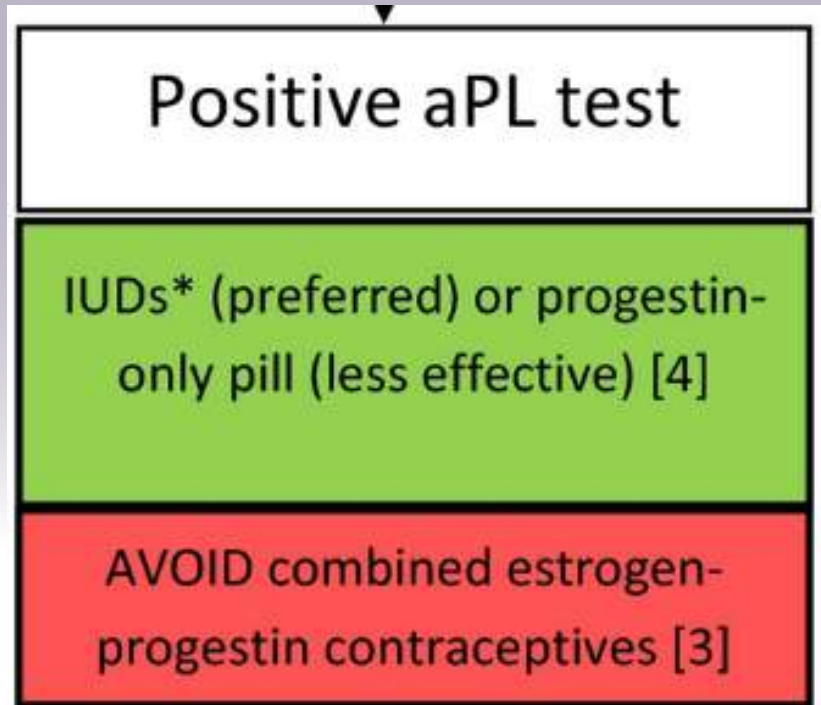 Positive aPL test
IUDs* (preferred) or progestin-
only pill (less effective) [4]
AVOID combined estrogen-
progestin contraceptives [3]